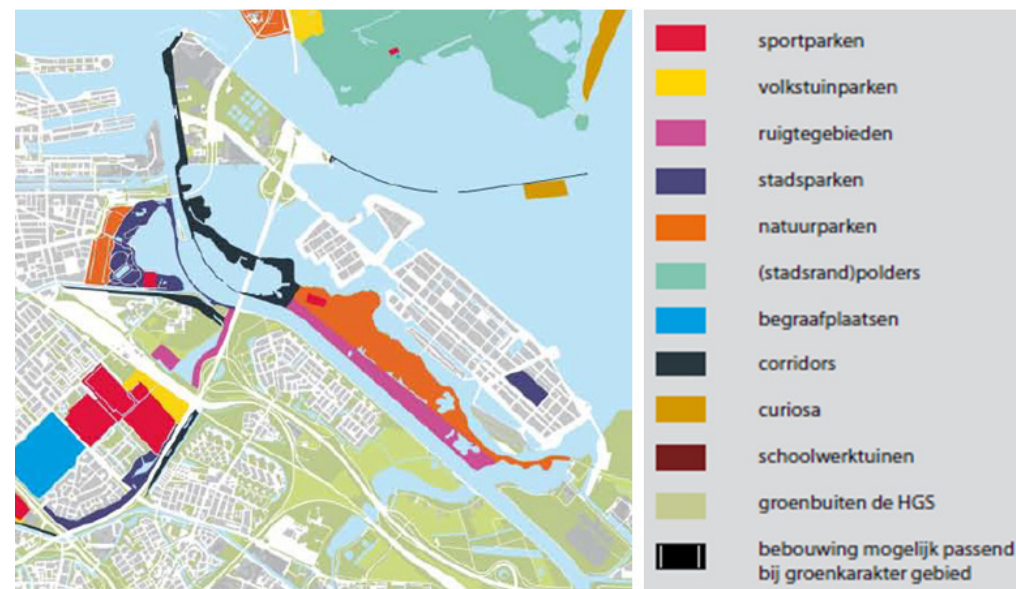 sportparken
volkstuinparken
ruigtegebieden
stadsparken
natuurparken
(stadsrand)polders
begraafplaatsen
corridors
curiosa
schoolwerktuinen
groenbuiten de HGS
bebouwing mogelijk passend
bij groenkarakter gebied